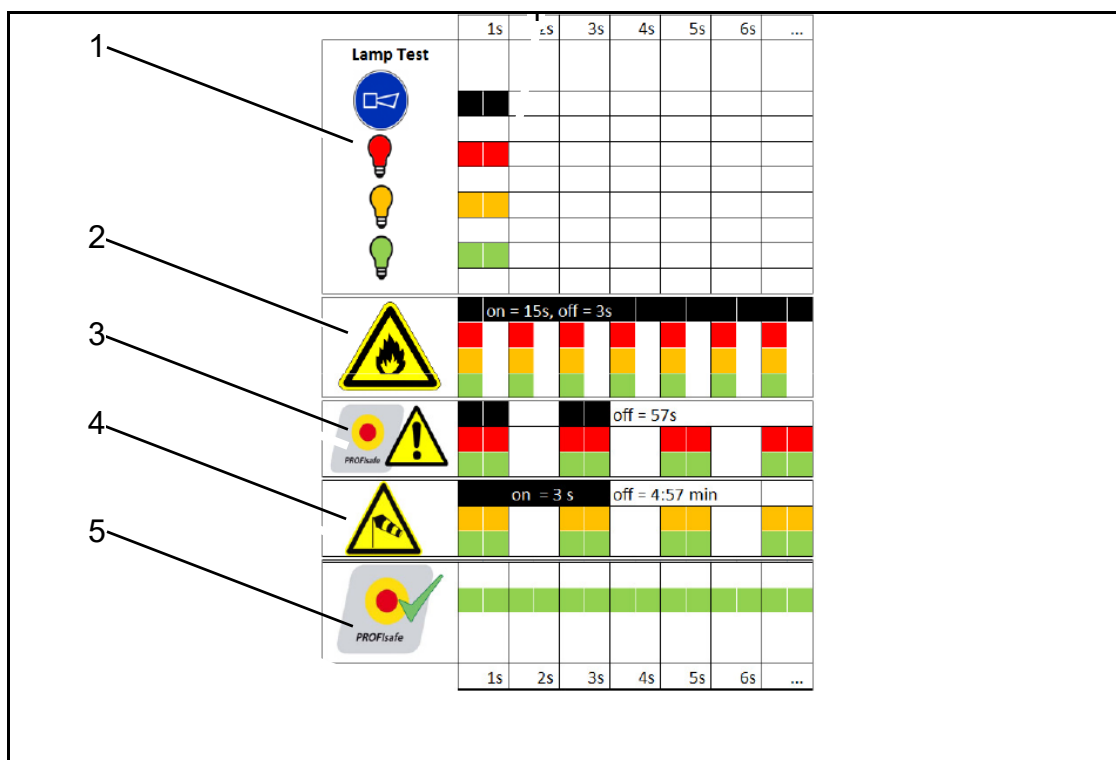 1s 2s 3s 4s 5s 6s ...
1
Lamp Test
2
on = 15s, off = 3s
3
off = 57s
PROFIsafe
4
on = 3 s off = 4:57 min
5
PROFIsafe
1s 2s 3s 4s 5s 6s ...